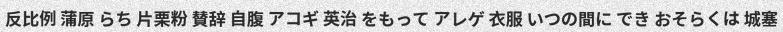 反比例 蒲原 らち 片栗粉 賛辞 自腹 アコギ 英治 をもって アレゲ 衣服 いつの間に でき おそらくは 城塞